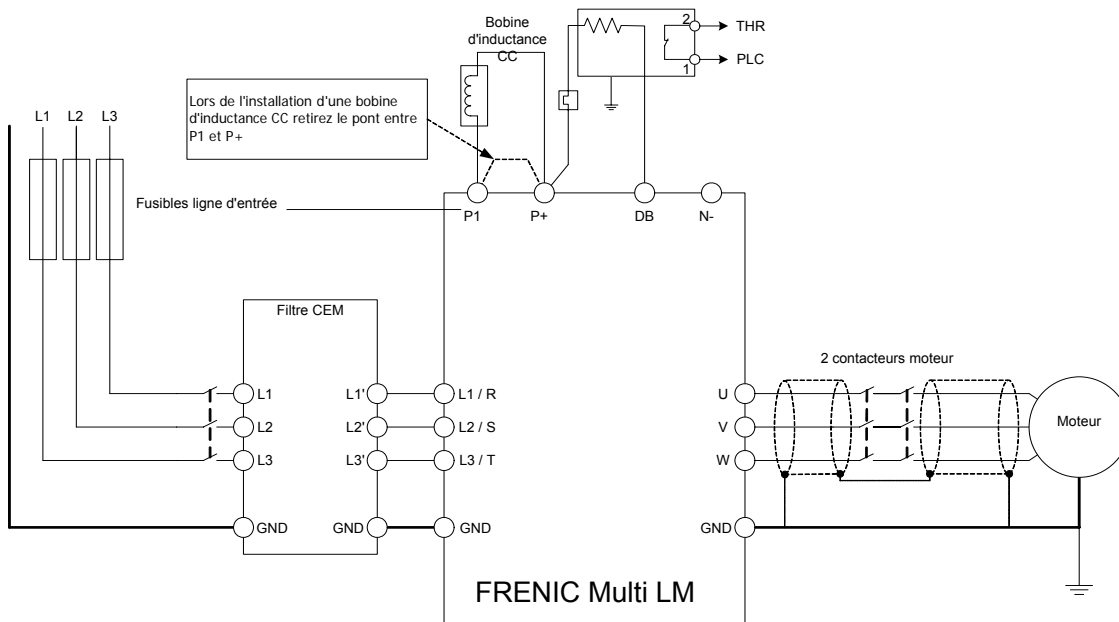 Bobine
d'inductance
CC
2
THR
PLC
1
Lors de l'installation d'une bobine
d'inductance CC retirez le pont entre
P1 et P+
L1 L2 L3
Fusibles ligne d'entrée
P1 P+ DB N-
Filtre CEM
2 contacteurs moteur
L1 L1' L1 / R U
L2 L2' L2 / S V Moteur
L3 L3' L3 / T W
GND GND GND GND
FRENIC Multi LM